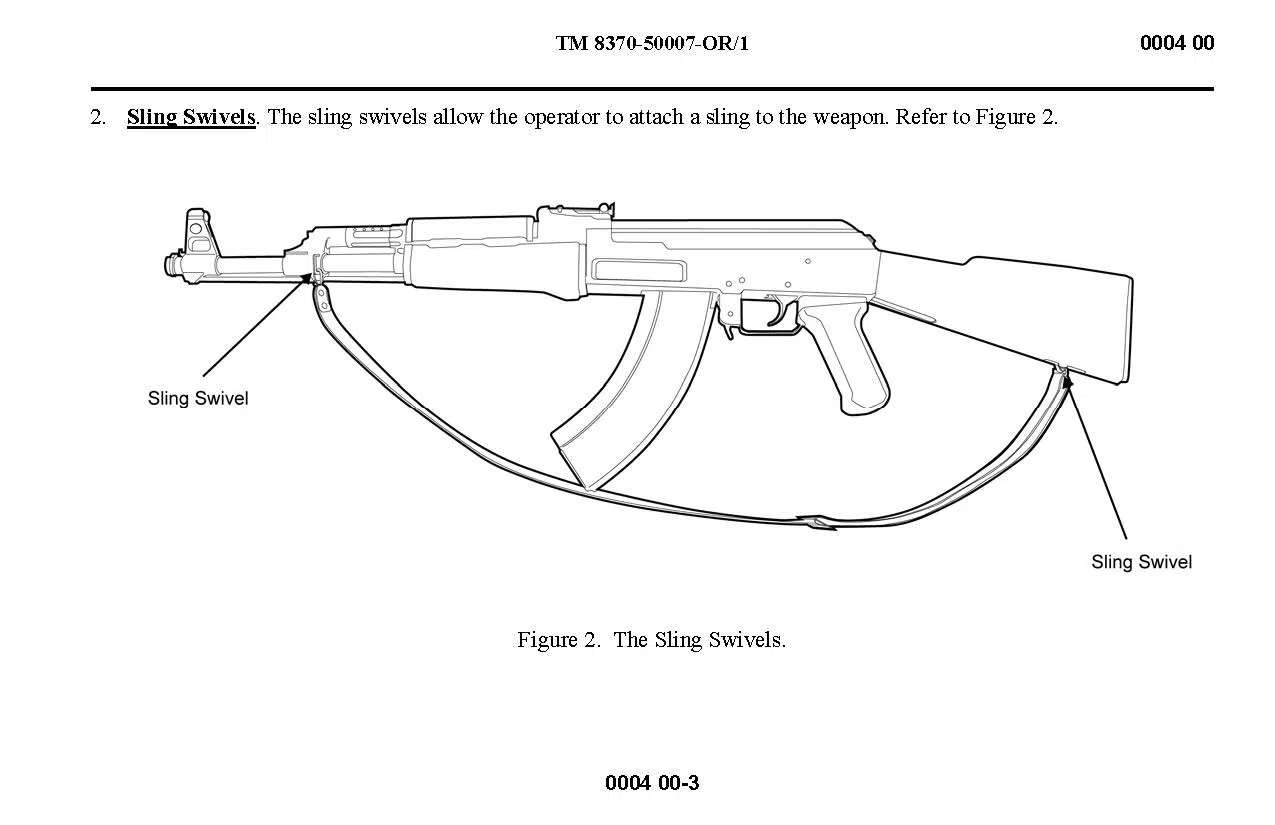 TM 8370-50007-OR/1
0004 00
2. Sling Swivels. The sling swivels allow the operator to attach a sling to the weapon. Refer to Figure 2.
Sling Swivel
Sling Swivel
Figure 2. The Sling Swivels.
0004 00-3